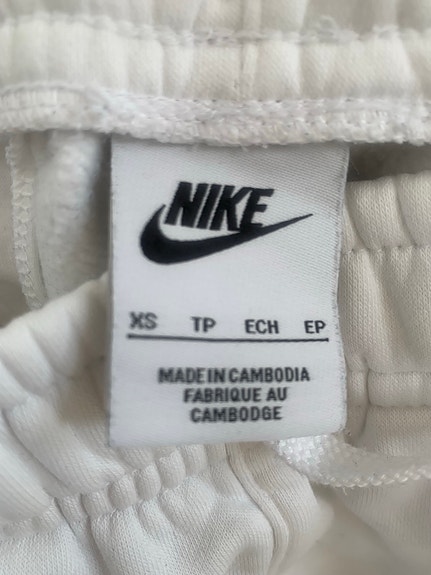 NIKE
XS TP ECH EP
MADE IN CAMBODIA
FABRIQUE AU
CAMBODGE